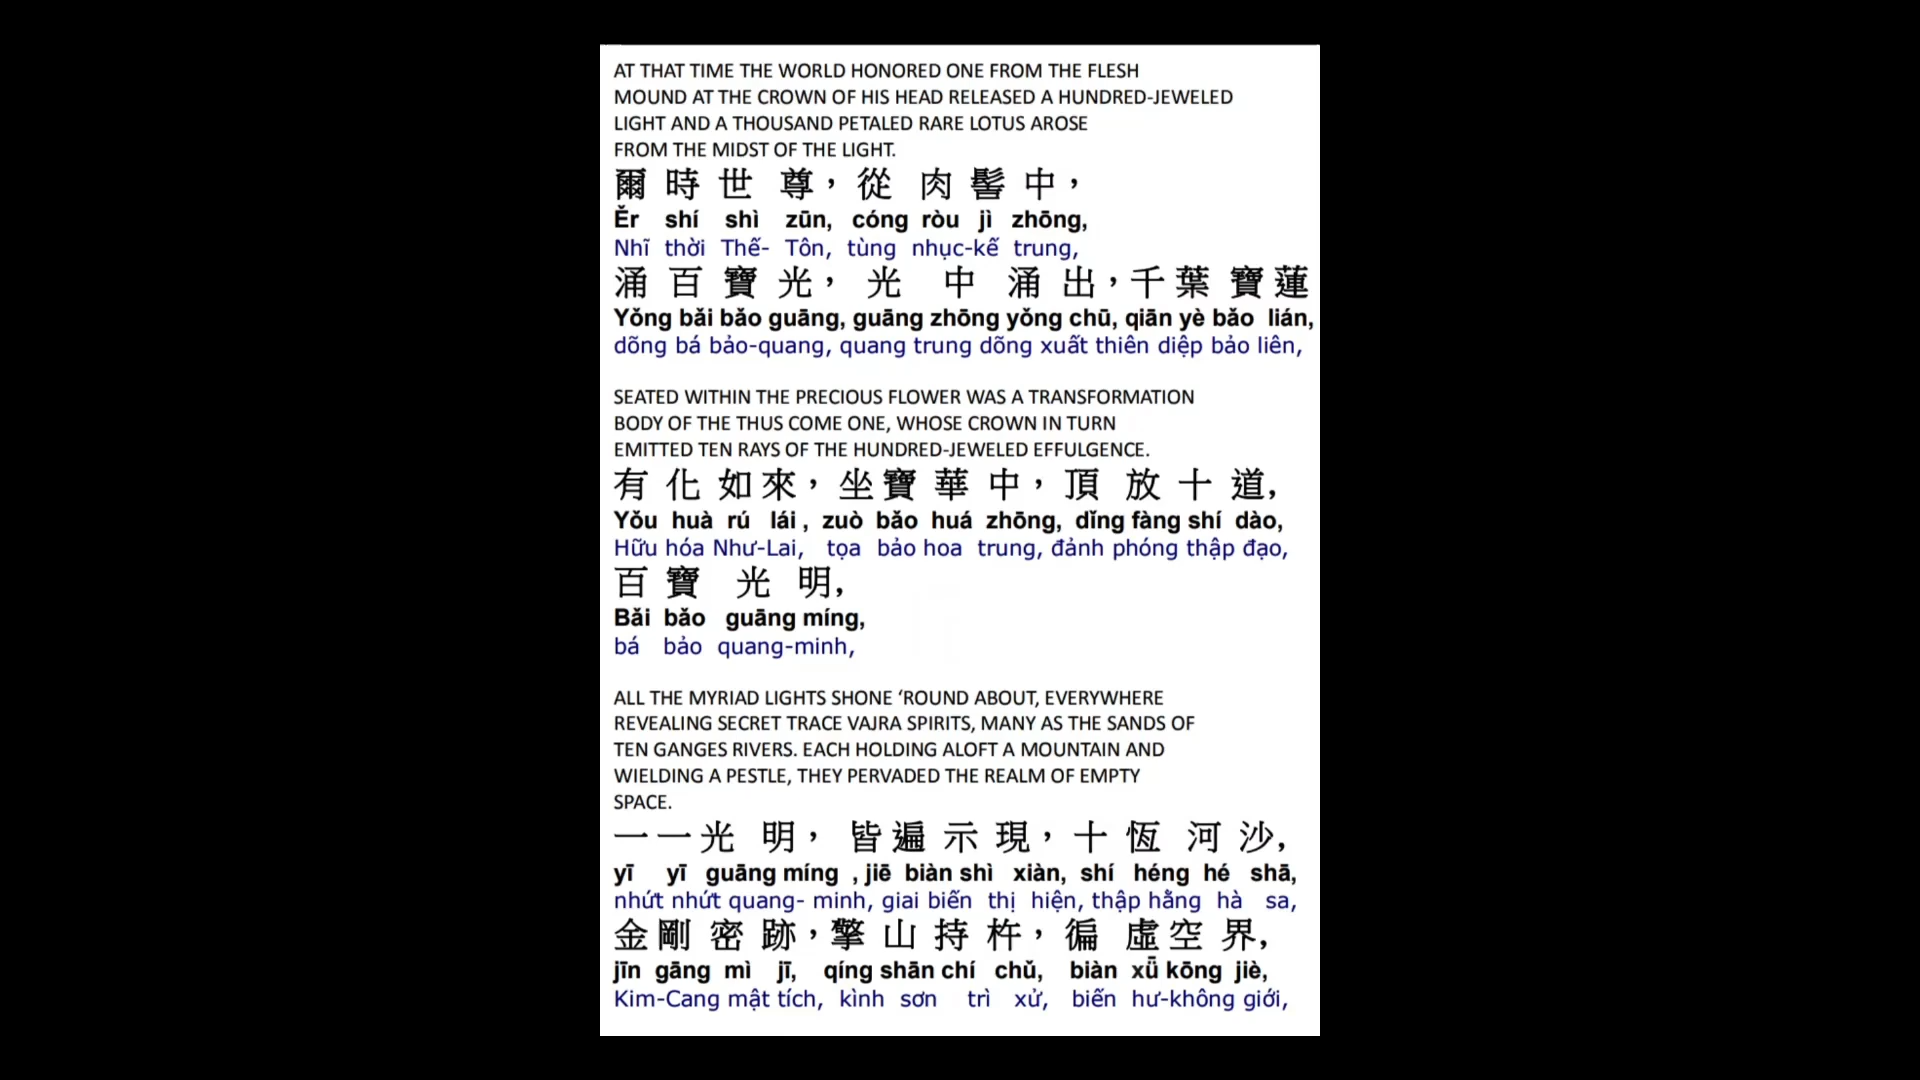 AT THAT TIME THE WORLD HONORED ONE FROM THE FLESH
MOUND AT THE CROWN OF HIS HEAD RELEASED A HUNDRED-JEWELED
LIGHT AND A THOUSAND PETALED RARE LOTUS AROSE
FROM THE MIDST OF THE LIGHT.
爾時世尊，從肉髻中，
Ěr shí shì zūn, cóng ròu jì zhōng,
Nhĩ thời Thế- Tôn, tùng nhục-kế trung,
涌百寶光，光中涌出，千葉寶蓮
Yǒng bǎi bǎo guāng, guāng zhōng yǒng chū, qiān yè bǎo lián,
dõng bá bảo-quang, quang trung dõng xuất thiên diệp bảo liên,
SEATED WITHIN THE PRECIOUS FLOWER WAS A TRANSFORMATION
BODY OF THE THUS COME ONE, WHOSE CROWN IN TURN
EMITTED TEN RAYS OF THE HUNDRED-JEWELED EFFULGENCE.
有化如來，坐寶華中，頂放十道,
Yǒu huà rú lái , zuò bǎo huá zhōng, dǐng fàng shí dào,
Hữu hóa Như-Lai, tọa bảo hoa trung, đảnh phóng thập đạo,
百寶光明,
Bǎi bǎo guāng míng,
bá bảo quang-minh,
ALL THE MYRIAD LIGHTS SHONE ‘ROUND ABOUT, EVERYWHERE
REVEALING SECRET TRACE VAJRA SPIRITS, MANY AS THE SANDS OF
TEN GANGES RIVERS. EACH HOLDING ALOFT A MOUNTAIN AND
WIELDING A PESTLE, THEY PERVADED THE REALM OF EMPTY
SPACE.
一一光明，皆遍示現，十恆河沙,
yī yī guāng míng , jiē biàn shì xiàn, shí héng hé shā,
nhứt nhứt quang- minh, giai biến thị hiện, thập hằng hà sa,
金剛密跡，擎山持杵，徧虛空界,
jīn gāng mì jī, qíng shān chí chǔ, biàn xǖ kōng jiè,
Kim-Cang mật tích, kình sơn trì xử, biến hư-không giới,